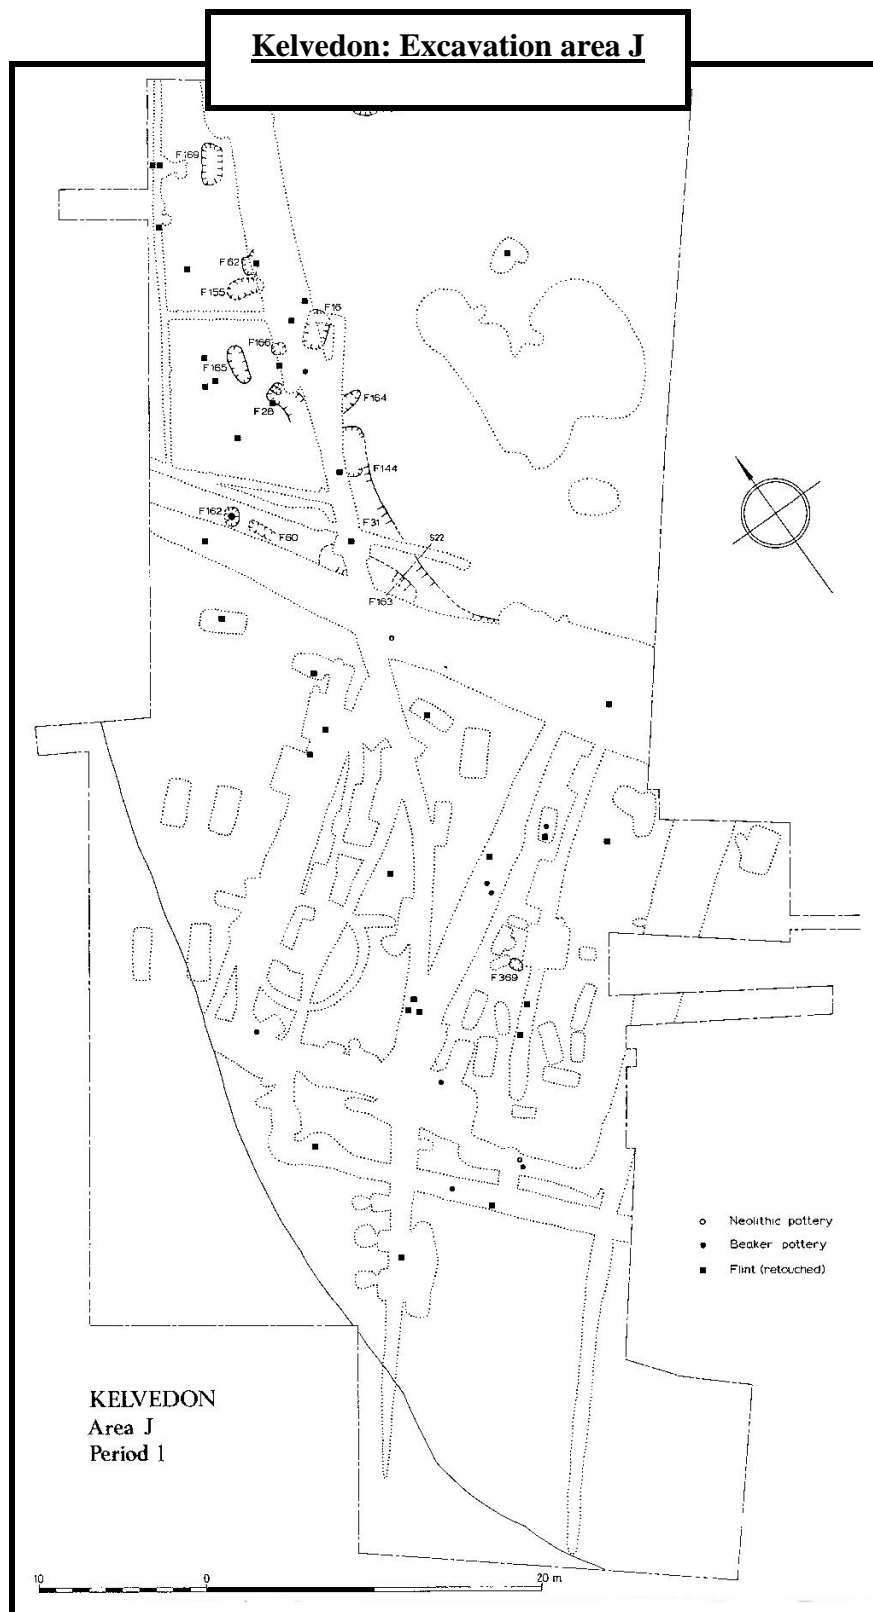 Kelvedon: Excavation area J
F169
F62
F155
F16
F166
F165
F164
F28
F144
F162
F60
F31
S22
F163
F369
Neolithic pottery
Beaker pottery
Flint (retouched)
KELVEDON
Area J
Period 1
10 0 20 m